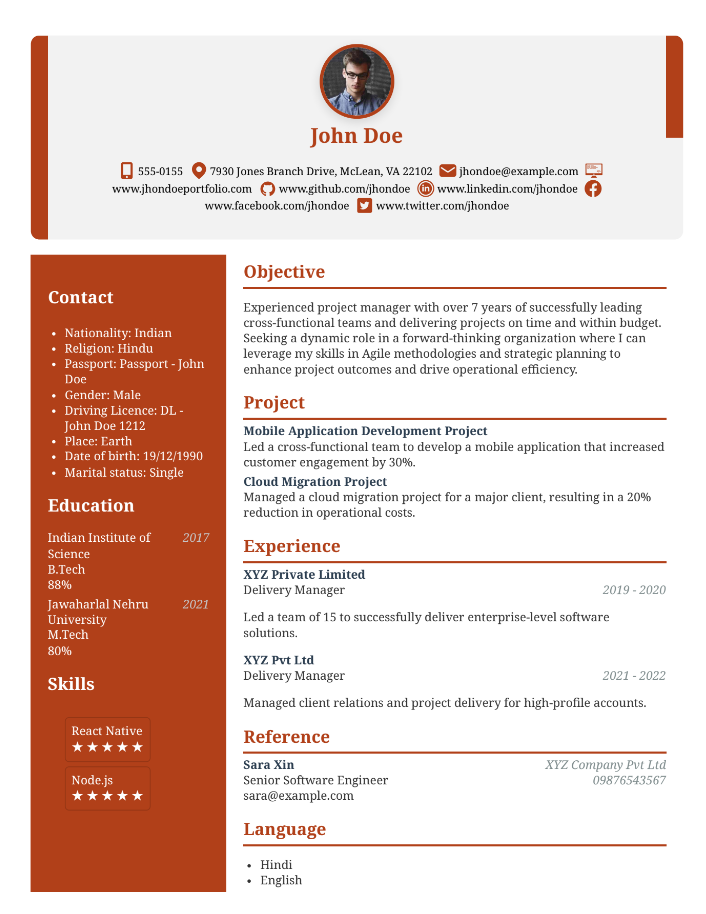 John Doe
555-0155 7930 Jones Branch Drive, McLean, VA 22102 jhondoe@example.com
www.jhondoeportfolio.com www.github.com/jhondoe www.linkedin.com/jhondoe
www.facebook.com/jhondoe www.twitter.com/jhondoe
Contact
• Nationality: Indian
• Religion: Hindu
• Passport: Passport - John
Doe
• Gender: Male
• Driving Licence: DL -
John Doe 1212
• Place: Earth
• Date of birth: 19/12/1990
• Marital status: Single
Education
Indian Institute of 2017
Science
B.Tech
88%
Jawaharlal Nehru 2021
University
M.Tech
80%
Skills
React Native
★★★★★
Node.js
★★★★★
Objective
Experienced project manager with over 7 years of successfully leading
cross-functional teams and delivering projects on time and within budget.
Seeking a dynamic role in a forward-thinking organization where I can
leverage my skills in Agile methodologies and strategic planning to
enhance project outcomes and drive operational efficiency.
Project
Mobile Application Development Project
Led a cross-functional team to develop a mobile application that increased
customer engagement by 30%.
Cloud Migration Project
Managed a cloud migration project for a major client, resulting in a 20%
reduction in operational costs.
Experience
XYZ Private Limited
Delivery Manager 2019 - 2020
Led a team of 15 to successfully deliver enterprise-level software
solutions.
XYZ Pvt Ltd
Delivery Manager 2021 - 2022
Managed client relations and project delivery for high-profile accounts.
Reference
Sara Xin XYZ Company Pvt Ltd
Senior Software Engineer 09876543567
sara@example.com
Language
• Hindi
• English